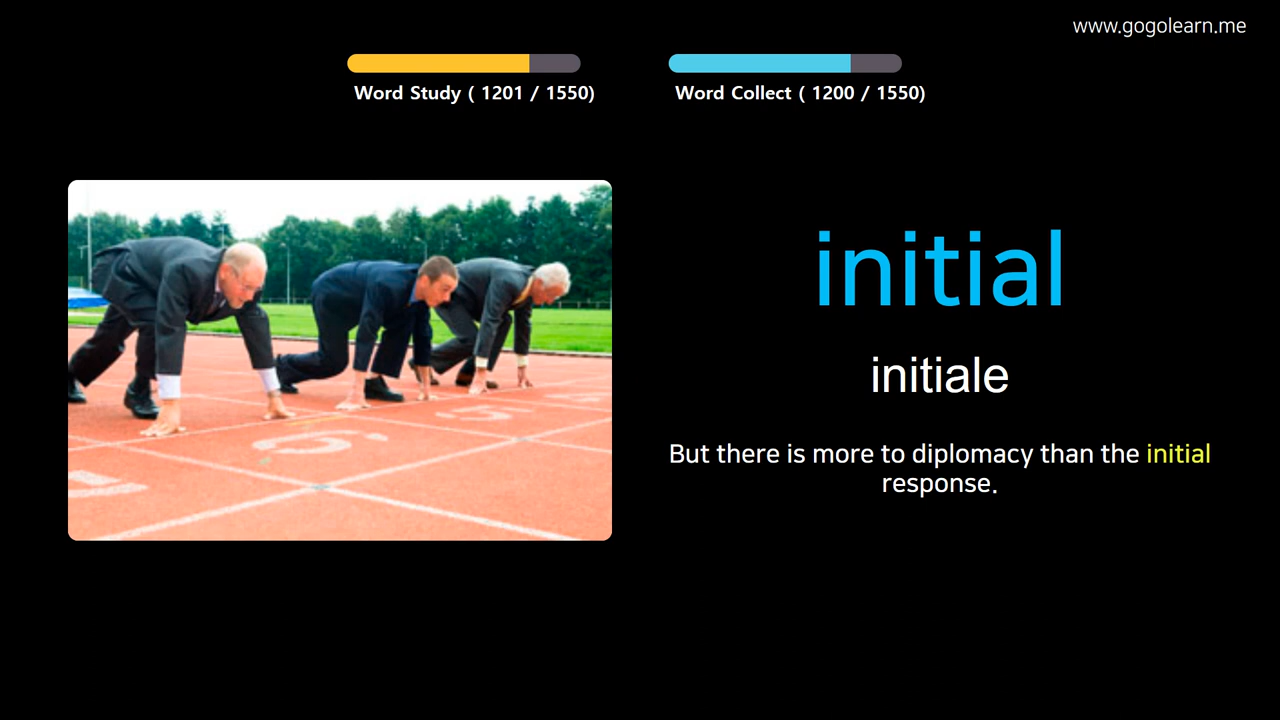 www.gogolearn.me
Word Study ( 1201 / 1550)
Word Collect ( 1200 / 1550)
initial
initiale
But there is more to diplomacy than the initial
response.